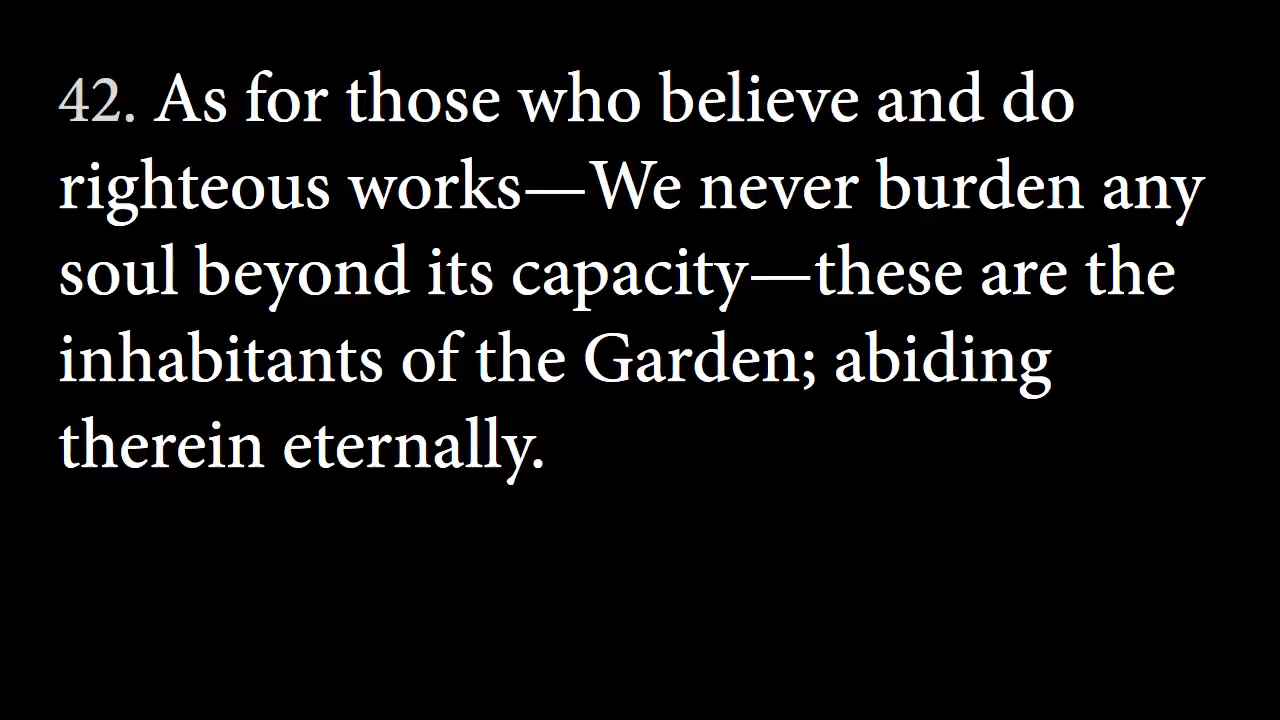 42. As for those who believe and do
righteous works—We never burden any
soul beyond its capacity—these are the
inhabitants of the Garden; abiding
therein eternally.